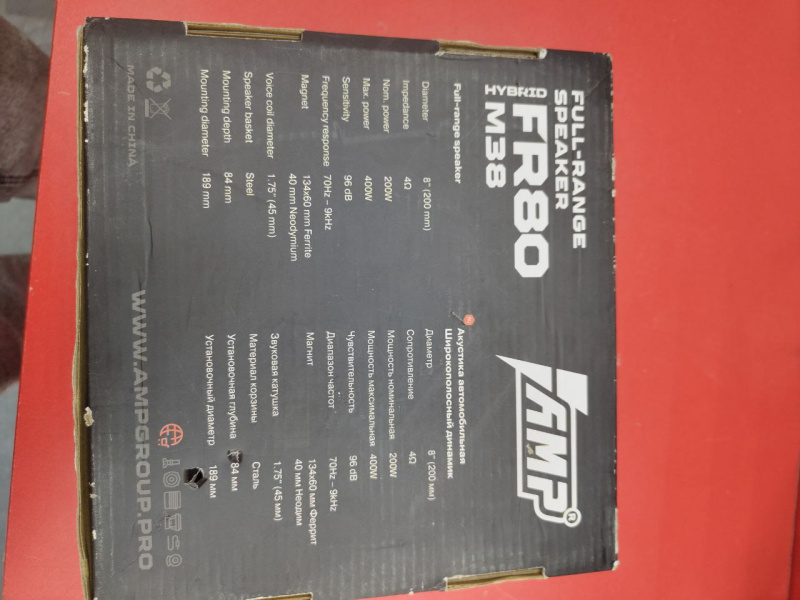 FULL-RANGE
SPEAKER
HYBRID
FR80
M38
AMP®
Full-range speaker
Diameter 8" (200 mm)
Impedance 4Ω
Nom. power 200W
Max. power 400W
Sensitivity 96 dB
Frequency response 70Hz – 9kHz
Magnet 134x60 mm Ferrite
40 mm Neodymium
Voice coil diameter 1.75" (45 mm)
Speaker basket Steel
Mounting depth 84 mm
Mounting diameter 189 mm
Акустика автомобильная
Широкополосный динамик
Диаметр 8" (200 мм)
Сопротивление 4Ω
Мощность номинальная 200W
Мощность максимальная 400W
Чувствительность 96 dB
Диапазон частот 70Hz – 9kHz
Магнит 134x60 мм Феррит
40 мм Неодим
Звуковая катушка 1.75" (45 мм)
Материал корзины Сталь
Установочная глубина 84 мм
Установочный диаметр 189 мм
MADE IN CHINA
WWW.AMPGROUP.PRO